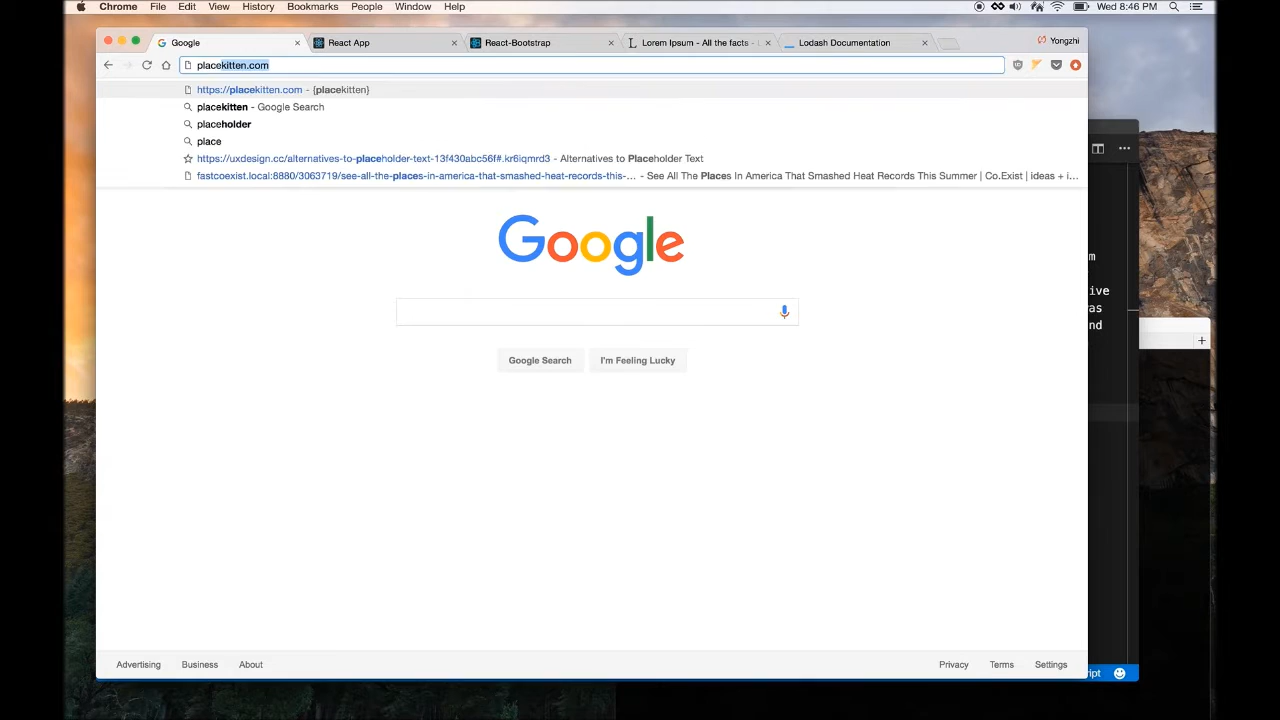 Chrome File Edit View History Bookmarks People Window Help Wed 8:46 PM
Google React App React-Bootstrap Lorem Ipsum - All the facts - Lodash Documentation Yongzhi
placekitten.com
https://placekitten.com - {placekitten}
placekitten - Google Search
placeholder
place
https://uxdesign.cc/alternatives-to-placeholder-text-13f430abc56f#.kr6iqmrd3 - Alternatives to Placeholder Text
fastcoexist.local:8880/3063719/see-all-the-places-in-america-that-smashed-heat-records-this-... - See All The Places In America That Smashed Heat Records This Summer | Co.Exist | ideas + i...
Google
m
ive
as
nd
Google Search I'm Feeling Lucky
Advertising Business About Privacy Terms Settings
ript